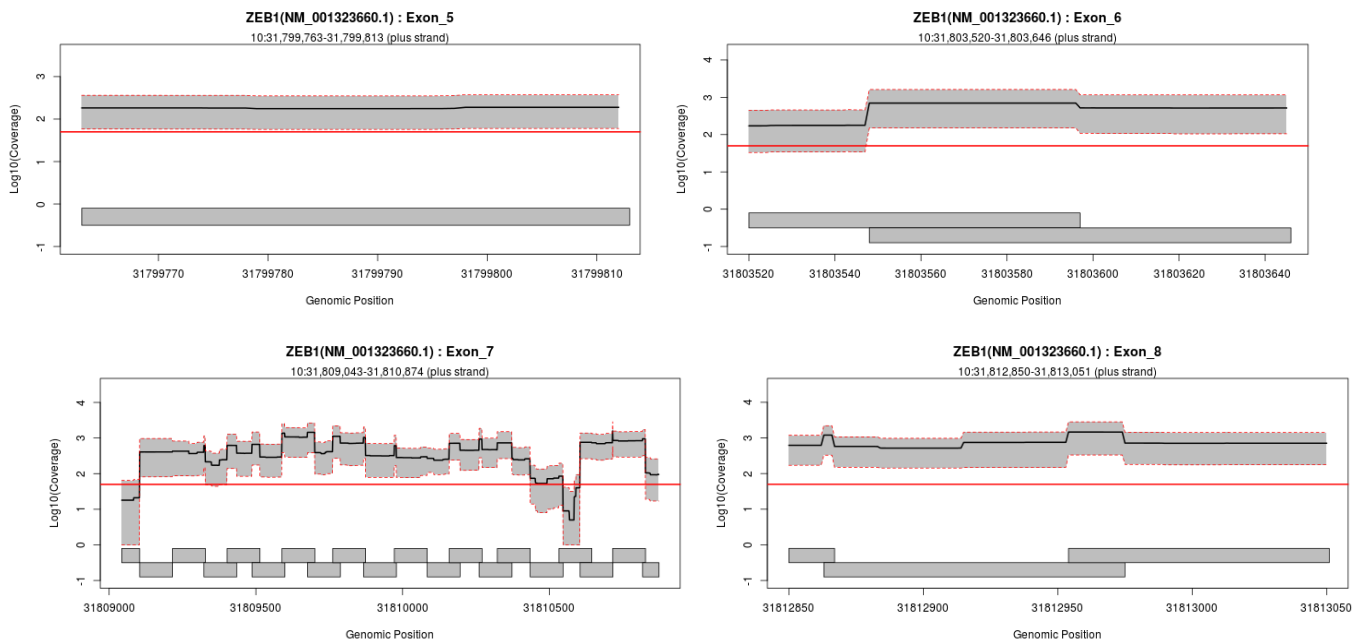 ZEB1(NM_001323660.1) : Exon_5
10:31,799,763-31,799,813 (plus strand)
Log10(Coverage)
3
2
1
0
-1
31799770 31799780 31799790 31799800 31799810
Genomic Position
ZEB1(NM_001323660.1) : Exon_6
10:31,803,520-31,803,646 (plus strand)
Log10(Coverage)
4
3
2
1
0
-1
31803520 31803540 31803560 31803580 31803600 31803620 31803640
Genomic Position
ZEB1(NM_001323660.1) : Exon_7
10:31,809,043-31,810,874 (plus strand)
Log10(Coverage)
4
3
2
1
0
-1
31809000 31809500 31810000 31810500
Genomic Position
ZEB1(NM_001323660.1) : Exon_8
10:31,812,850-31,813,051 (plus strand)
Log10(Coverage)
4
3
2
1
0
-1
31812850 31812900 31812950 31813000 31813050
Genomic Position